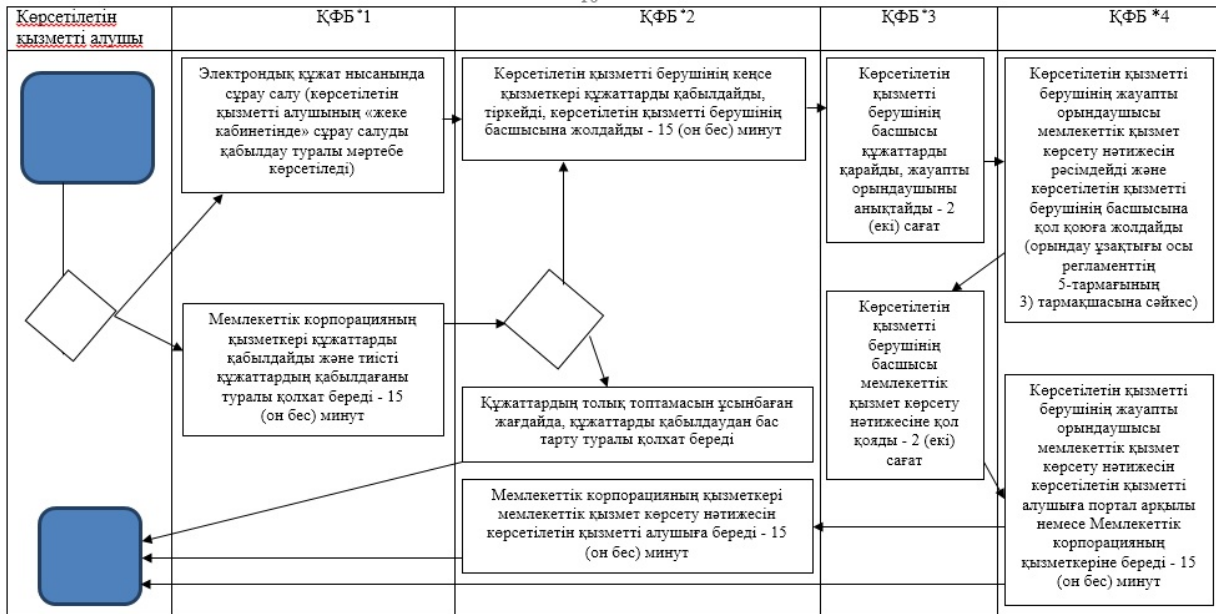 Көрсетілетін
қызметті алушы
ҚФБ*1
ҚФБ*2
ҚФБ*3
ҚФБ *4
Электрондық құжат нысанында
сұрау салу (көрсетілетін
қызметті алушының «жеке
кабинетінде» сұрау салуды
қабылдау туралы мәртебе
көрсетіледі)
Көрсетілетін қызметті берушінің кеңсе
қызметкері құжаттарды қабылдайды,
тіркейді, көрсетілетін қызметті берушінің
басшысына жолдайды - 15 (он бес) минут
Көрсетілетін
қызметті
берушінің
басшысы
құжаттарды
қарайды, жауапты
орындаушыны
анықтайды - 2
(екі) сағат
Көрсетілетін қызметті
берушінің жауапты
орындаушысы
мемлекеттік қызмет
көрсету нәтижесін
рәсімдейді және
көрсетілетін қызметті
берушінің басшысына
қол қоюға жолдайды
(орындау ұзақтығы осы
регламенттің
5-тармағының
3) тармақшасына сәйкес)
Мемлекеттік корпорацияның
қызметкері құжаттарды
қабылдайды және тиісті
құжаттардың қабылдағаны
туралы қолхат береді - 15
(он бес) минут
Құжаттардың толық топтамасын ұсынбаған
жағдайда, құжаттарды қабылдаудан бас
тарту туралы қолхат береді
Көрсетілетін
қызметті
берушінің
басшысы
мемлекеттік
қызмет көрсету
нәтижесіне қол
қояды - 2 (екі)
сағат
Мемлекеттік корпорацияның қызметкері
мемлекеттік қызмет көрсету нәтижесін
көрсетілетін қызметті алушыға береді - 15
(он бес) минут
Көрсетілетін қызметті
берушінің жауапты
орындаушысы
мемлекеттік қызмет
көрсету нәтижесін
көрсетілетін қызметті
алушыға портал арқылы
немесе Мемлекеттік
корпорацияның
қызметкеріне береді - 15
(он бес) минут